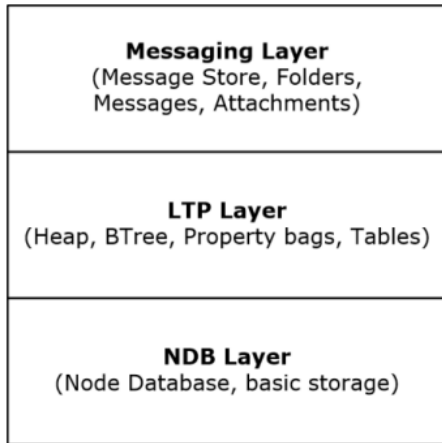 Messaging Layer
(Message Store, Folders,
Messages, Attachments)
LTP Layer
(Heap, BTree, Property bags, Tables)
NDB Layer
(Node Database, basic storage)